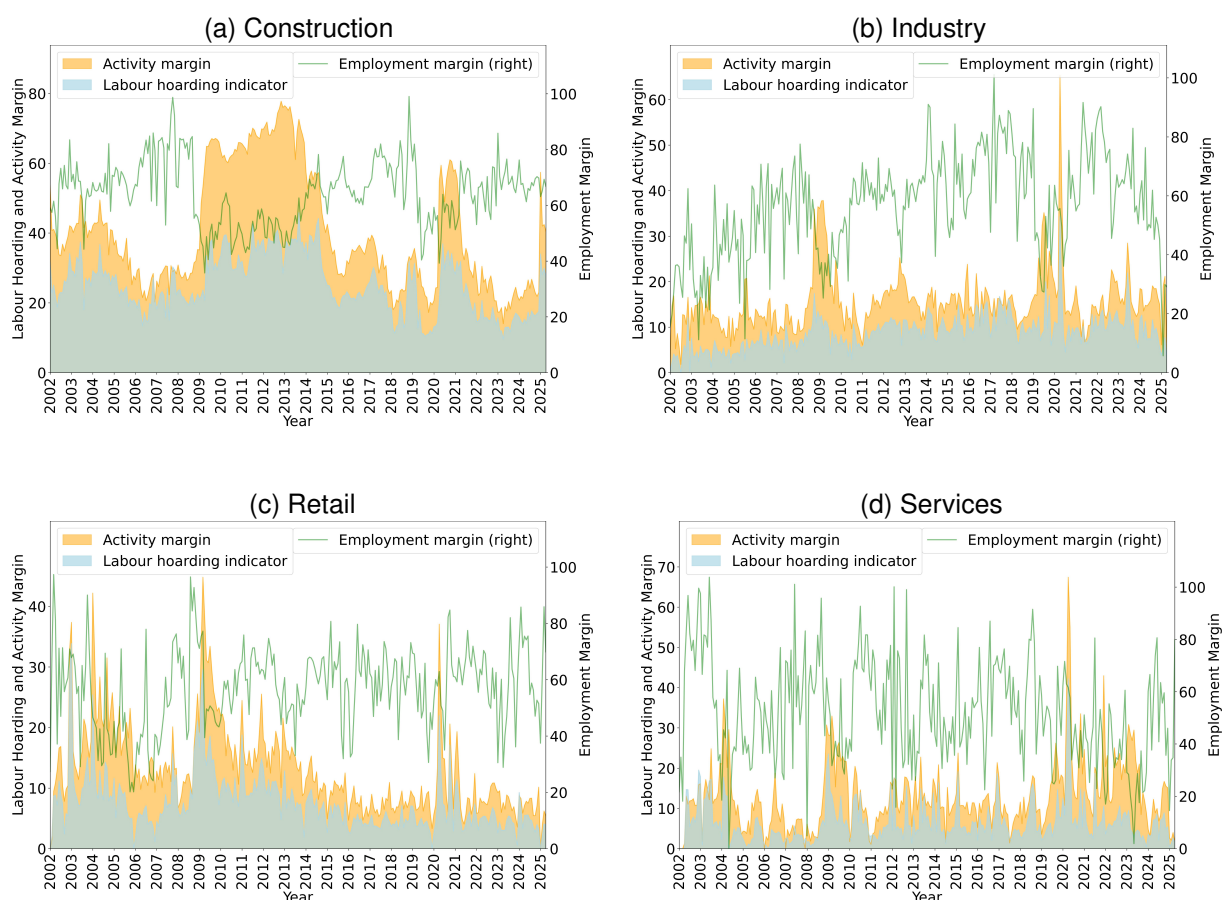 (a) Construction
Activity margin
Labour hoarding indicator
Employment margin (right)
Labour Hoarding and Activity Margin
80
60
40
20
0
100
80
60
40
20
0
Employment Margin
2002 2003 2004 2005 2006 2007 2008 2009 2010 2011 2012 2013 2014 2015 2016 2017 2018 2019 2020 2021 2022 2023 2024 2025
Year
(b) Industry
Activity margin
Labour hoarding indicator
Employment margin (right)
Labour Hoarding and Activity Margin
60
50
40
30
20
10
0
100
80
60
40
20
0
Employment Margin
2002 2003 2004 2005 2006 2007 2008 2009 2010 2011 2012 2013 2014 2015 2016 2017 2018 2019 2020 2021 2022 2023 2024 2025
Year
(c) Retail
Activity margin
Labour hoarding indicator
Employment margin (right)
Labour Hoarding and Activity Margin
40
30
20
10
0
100
80
60
40
20
0
Employment Margin
2002 2003 2004 2005 2006 2007 2008 2009 2010 2011 2012 2013 2014 2015 2016 2017 2018 2019 2020 2021 2022 2023 2024 2025
Year
(d) Services
Activity margin
Labour hoarding indicator
Employment margin (right)
Labour Hoarding and Activity Margin
70
60
50
40
30
20
10
0
100
80
60
40
20
0
Employment Margin
2002 2003 2004 2005 2006 2007 2008 2009 2010 2011 2012 2013 2014 2015 2016 2017 2018 2019 2020 2021 2022 2023 2024 2025
Year